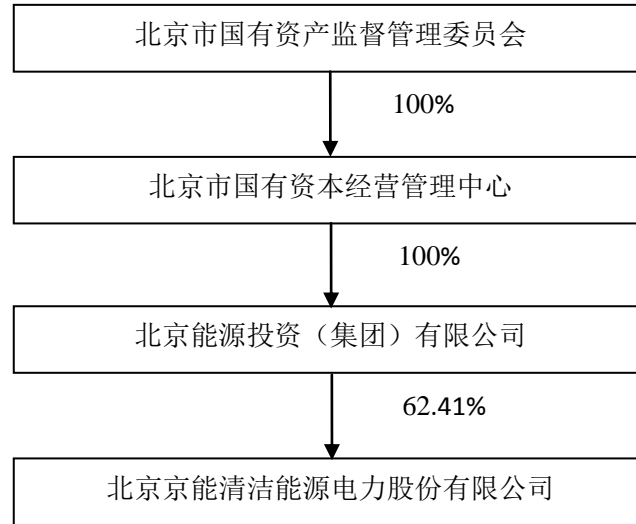 北京市国有资产监督管理委员会
100%
北京市国有资本经营管理中心
100%
北京能源投资（集团）有限公司
62.41%
北京京能清洁能源电力股份有限公司